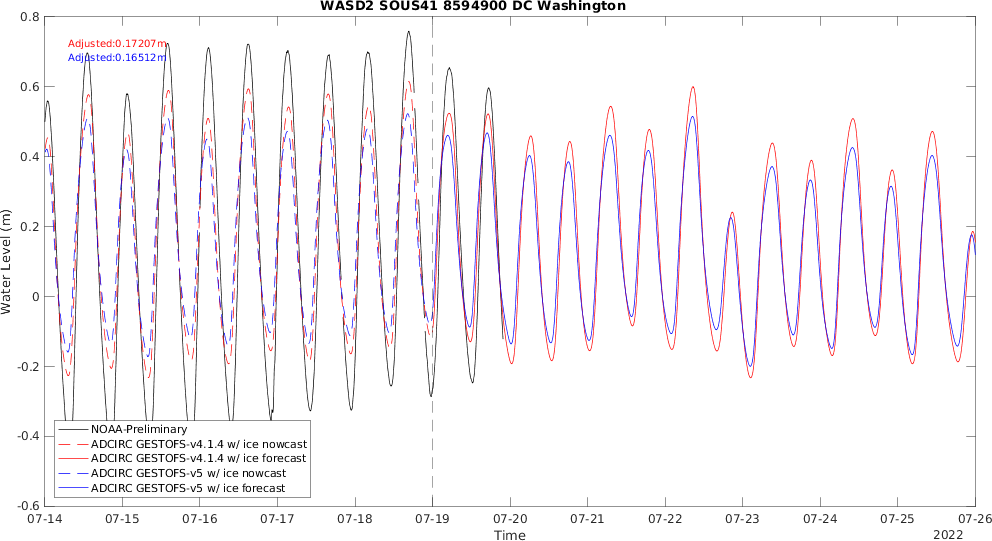 WASD2 SOUS41 8594900 DC Washington
Adjusted:0.17207m
Adjusted:0.16512m
Water Level (m)
0.8
0.6
0.4
0.2
0
-0.2
-0.4
-0.6
NOAA-Preliminary
ADCIRC GESTOFS-v4.1.4 w/ ice nowcast
ADCIRC GESTOFS-v4.1.4 w/ ice forecast
ADCIRC GESTOFS-v5 w/ ice nowcast
ADCIRC GESTOFS-v5 w/ ice forecast
07-14 07-15 07-16 07-17 07-18 07-19 07-20 07-21 07-22 07-23 07-24 07-25 07-26
Time
2022